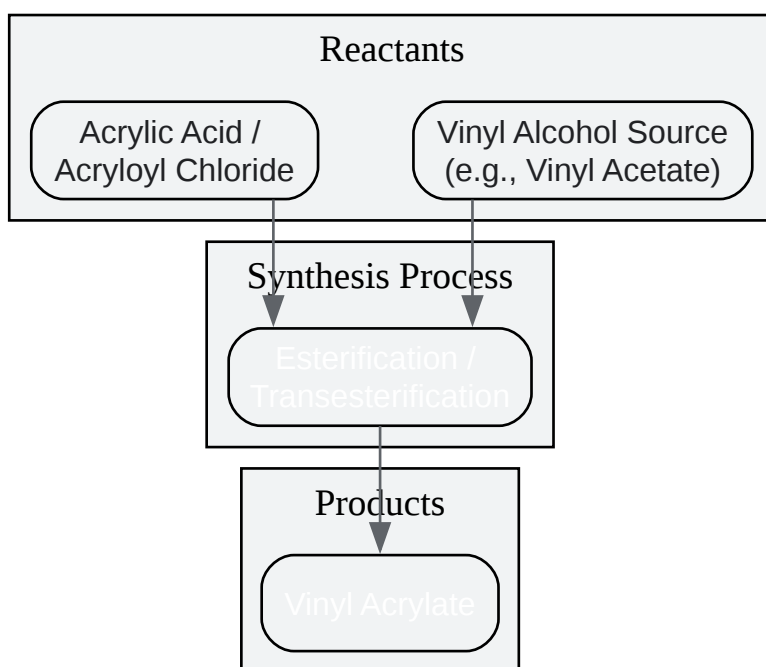 Reactants
Acrylic Acid /
Acryloyl Chloride
Vinyl Alcohol Source
(e.g., Vinyl Acetate)
Synthesis Process
Esterification /
Transesterification
Products
Vinyl Acrylate